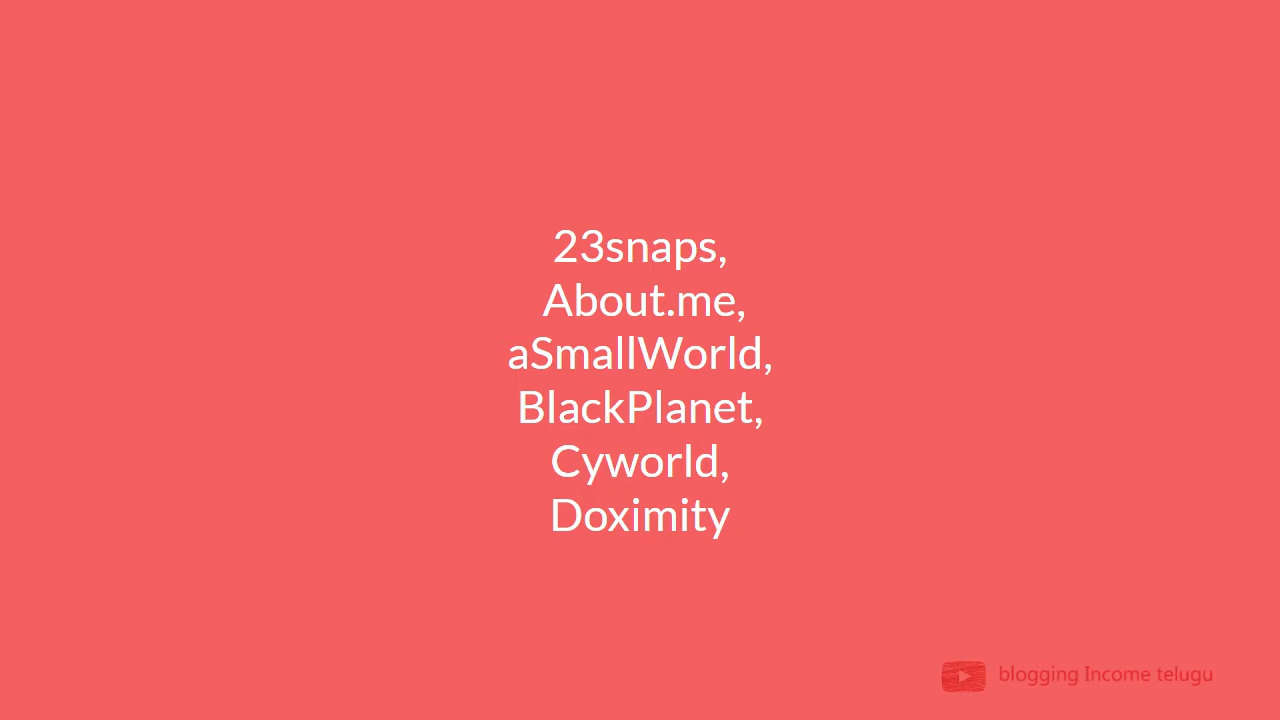 23snaps,
About.me,
aSmallWorld,
BlackPlanet,
Cyworld,
Doximity
blogging Income telugu